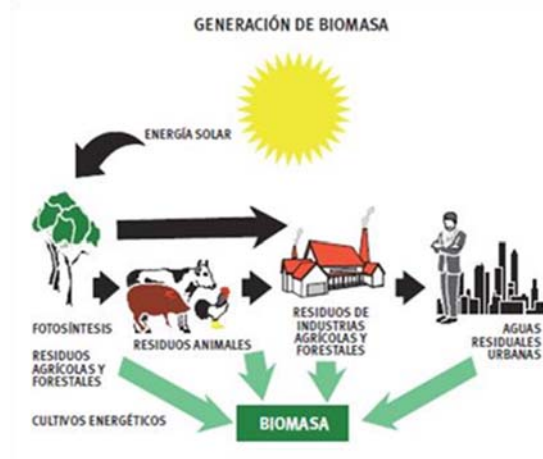 GENERACIÓN DE BIOMASA
ENERGÍA SOLAR
FOTOSÍNTESIS
RESIDUOS
AGRÍCOLAS Y
FORESTALES
CULTIVOS ENERGÉTICOS
RESIDUOS ANIMALES
RESIDUOS DE
INDUSTRIAS
AGRÍCOLAS Y
FORESTALES
AGUAS
RESIDUALES
URBANAS
BIOMASA